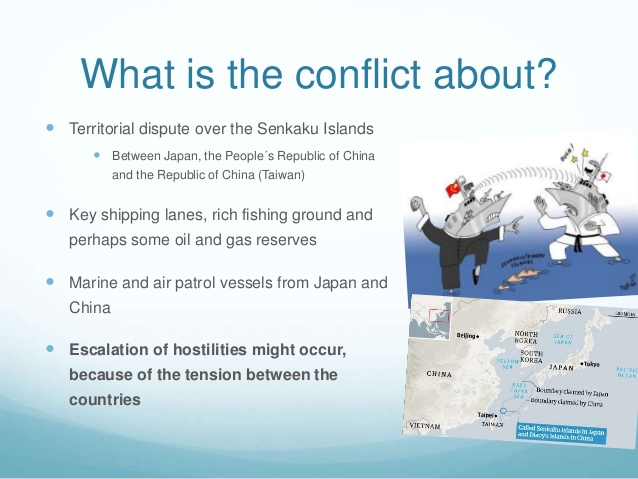 What is the conflict about?
Territorial dispute over the Senkaku Islands
Between Japan, the People´s Republic of China
and the Republic of China (Taiwan)
Key shipping lanes, rich fishing ground and
perhaps some oil and gas reserves
Marine and air patrol vessels from Japan and
China
Escalation of hostilities might occur,
because of the tension between the
countries
SENKAKU/DIAOYU
ISLANDS
RUSSIA
Beijing
NORTH
KOREA
SEA OF
JAPAN
SOUTH
KOREA
YELLOW
SEA
JAPAN
Tokyo
PACIFIC
OCEAN
CHINA
EAST
CHINA
SEA
Boundary claimed by Japan
Boundary claimed by China
Taipei
TAIWAN
Called Senkaku Islands in Japan
and Diaoyu Islands in China